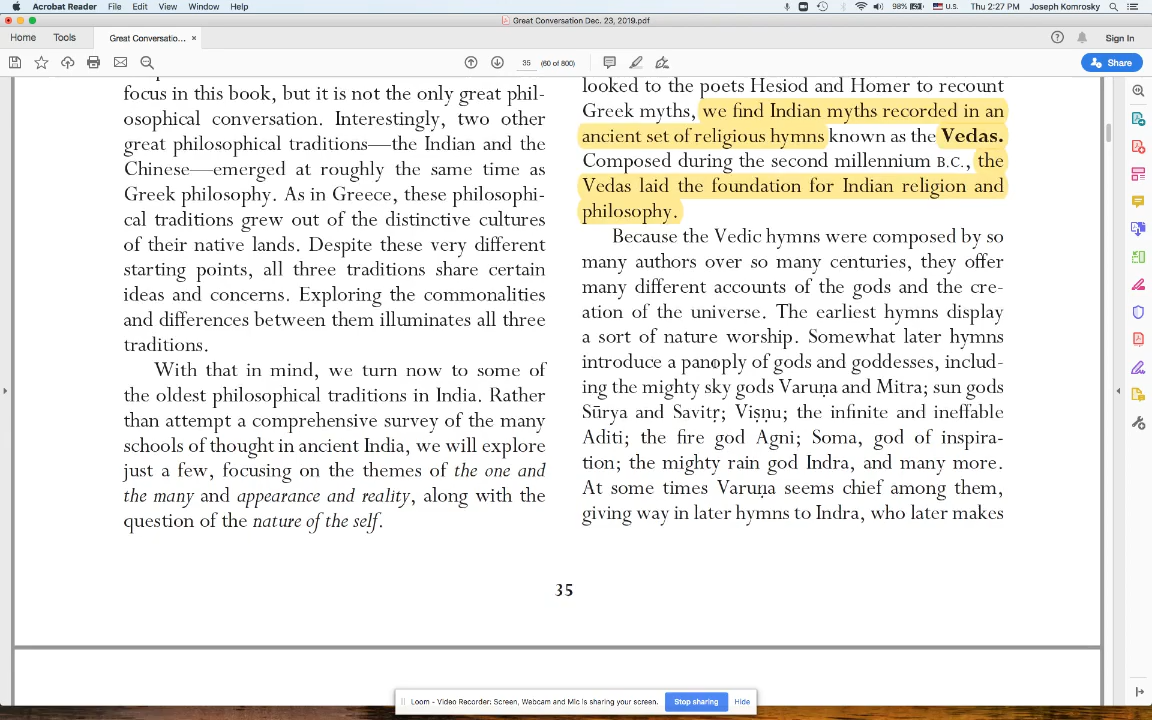 Acrobat Reader File Edit View Window Help 98% U.S. Thu 2:27 PM Joseph Komrosky
Great Conversation Dec. 23, 2019.pdf
Home Tools Great Conversatio... × Sign In
35 (60 of 800) Share
focus in this book, but it is not the only great phil-
osophical conversation. Interestingly, two other
great philosophical traditions—the Indian and the
Chinese—emerged at roughly the same time as
Greek philosophy. As in Greece, these philosophi-
cal traditions grew out of the distinctive cultures
of their native lands. Despite these very different
starting points, all three traditions share certain
ideas and concerns. Exploring the commonalities
and differences between them illuminates all three
traditions.
With that in mind, we turn now to some of
the oldest philosophical traditions in India. Rather
than attempt a comprehensive survey of the many
schools of thought in ancient India, we will explore
just a few, focusing on the themes of the one and
the many and appearance and reality, along with the
question of the nature of the self.
looked to the poets Hesiod and Homer to recount
Greek myths, we find Indian myths recorded in an
ancient set of religious hymns known as the Vedas.
Composed during the second millennium B.C., the
Vedas laid the foundation for Indian religion and
philosophy.
Because the Vedic hymns were composed by so
many authors over so many centuries, they offer
many different accounts of the gods and the cre-
ation of the universe. The earliest hymns display
a sort of nature worship. Somewhat later hymns
introduce a panoply of gods and goddesses, includ-
ing the mighty sky gods Varuṇa and Mitra; sun gods
Sūrya and Savitṛ; Viṣṇu; the infinite and ineffable
Aditi; the fire god Agni; Soma, god of inspira-
tion; the mighty rain god Indra, and many more.
At some times Varuṇa seems chief among them,
giving way in later hymns to Indra, who later makes
35
Loom – Video Recorder: Screen, Webcam and Mic is sharing your screen. Stop sharing Hide